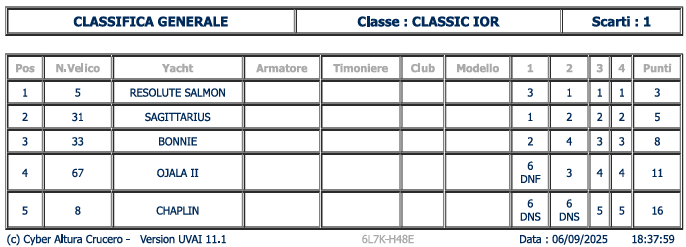 CLASSIFICA GENERALE Classe : CLASSIC IOR Scarti : 1
Pos N.Velico Yacht Armatore Timoniere Club Modello 1 2 3 4 Punti
1 5 RESOLUTE SALMON 3 1 1 1 3
2 31 SAGITTARIUS 1 2 2 2 5
3 33 BONNIE 2 4 3 3 8
4 67 OJALA II 6 DNF 3 4 4 11
5 8 CHAPLIN 6 DNS 6 DNS 5 5 16
(c) Cyber Altura Crucero - Version UVAI 11.1 6L7K-H48E Data : 06/09/2025 18:37:59